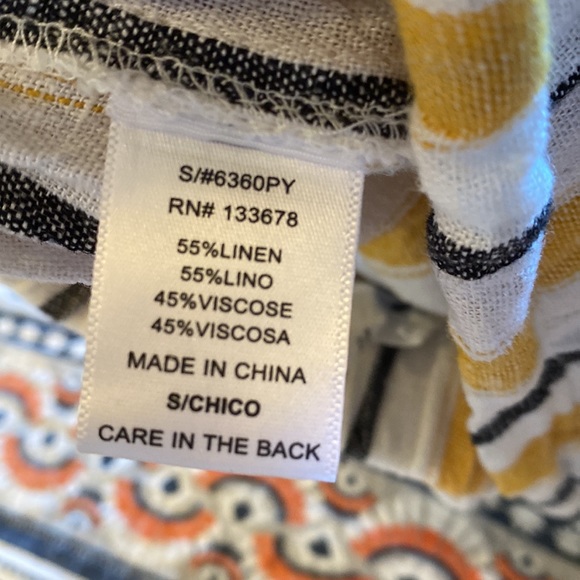 S/#6360PY
RN# 133678
55%LINEN
55%LINO
45%VISCOSE
45%VISCOSA
MADE IN CHINA
S/CHICO
CARE IN THE BACK